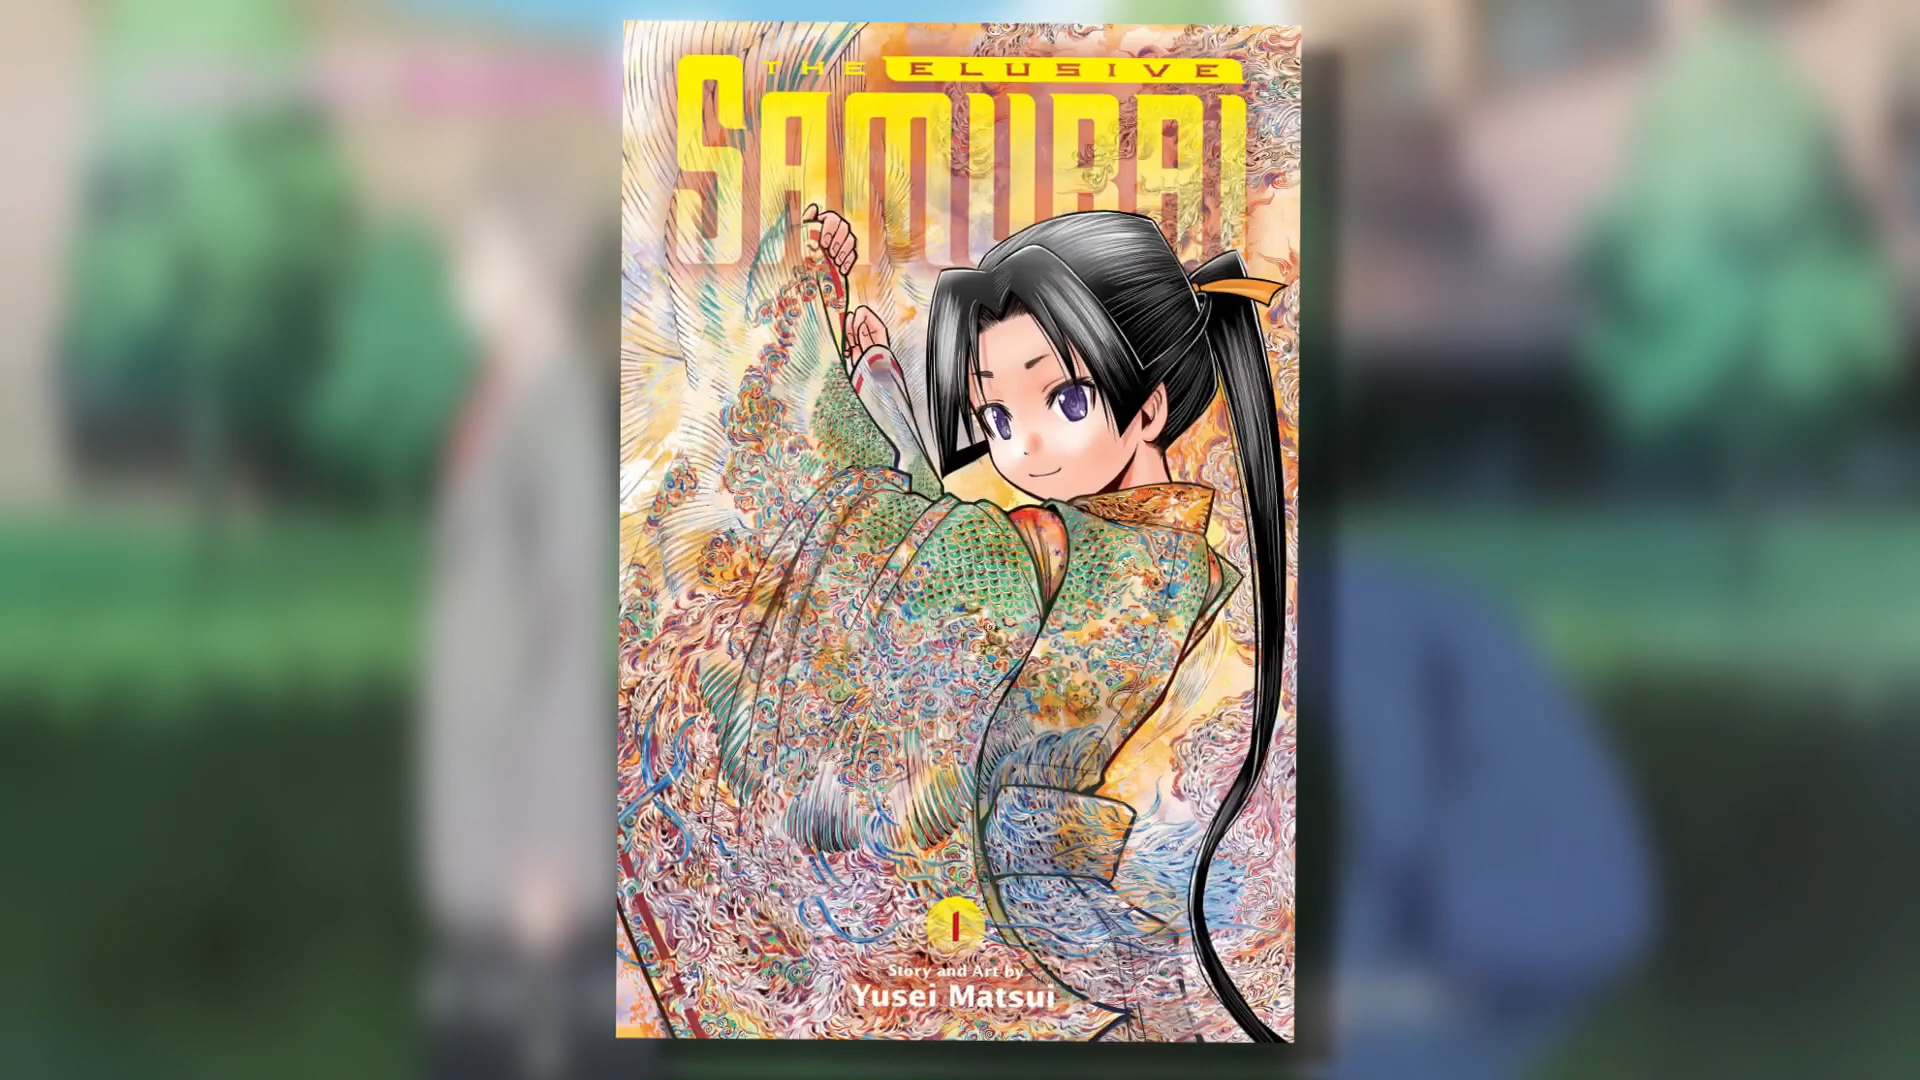 THE ELUSIVE
SAMURAI
1
Story and Art by
Yusei Matsui